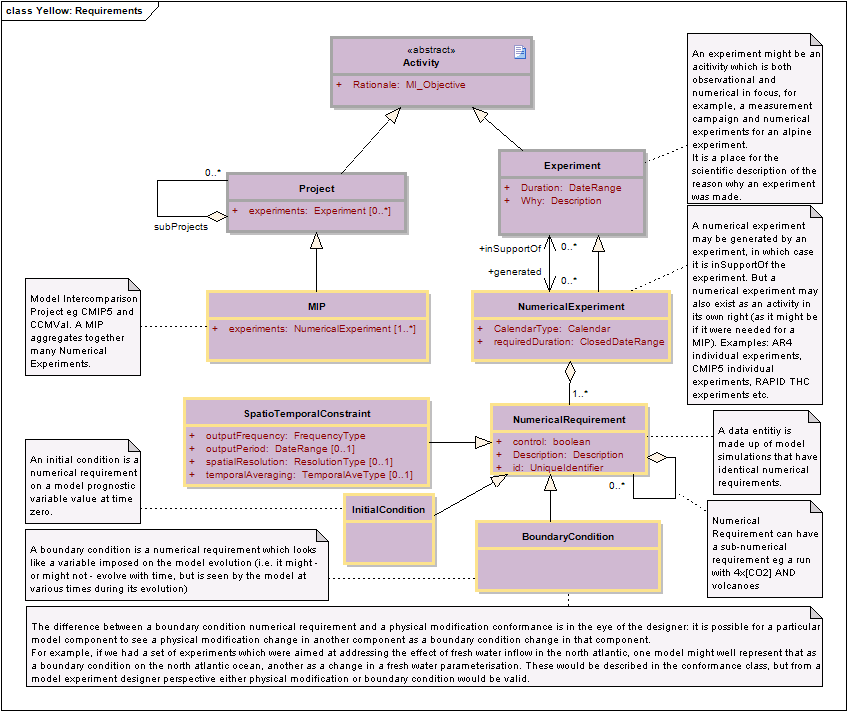 class Yellow: Requirements
«abstract»
Activity
+ Rationale: MI_Objective
An experiment might be an
acitivity which is both
observational and
numerical in focus, for
example, a measurement
campaign and numerical
experiments for an alpine
experiment.
It is a place for the
scientific description of the
reason why an experiment
was made.
0..*
Project
+ experiments: Experiment [0..*]
subProjects
Experiment
+ Duration: DateRange
+ Why: Description
+inSupportOf
0..*
+generated
0..*
A numerical experiment
may be generated by an
experiment, in which case
it is inSupportOf the
experiment. But a
numerical experiment may
also exist as an activity in
its own right (as it might be
if it were needed for a
MIP). Examples: AR4
individual experiments,
CMIP5 individual
experiments, RAPID THC
experiments etc.
Model Intercomparison
Project eg CMIP5 and
CCMVal. A MIP
aggregates together
many Numerical
Experiments.
MIP
+ experiments: NumericalExperiment [1..*]
NumericalExperiment
+ CalendarType: Calendar
+ requiredDuration: ClosedDateRange
1..*
SpatioTemporalConstraint
+ outputFrequency: FrequencyType
+ outputPeriod: DateRange [0..1]
+ spatialResolution: ResolutionType [0..1]
+ temporalAveraging: TemporalAveType [0..1]
NumericalRequirement
+ control: boolean
+ Description: Description
+ id: UniqueIdentifier
0..*
A data entitiy is
made up of model
simulations that have
identical numerical
requirements.
An initial condition is a
numerical requirement
on a model prognostic
variable value at time
zero.
InitialCondition
BoundaryCondition
Numerical
Requirement can have
a sub-numerical
requirement eg a run
with 4x[CO2] AND
volcanoes
A boundary condition is a numerical requirement which looks
like a variable imposed on the model evolution (i.e. it might -
or might not - evolve with time, but is seen by the model at
various times during its evolution)
The difference between a boundary condition numerical requirement and a physical modification conformance is in the eye of the designer: it is possible for a particular
model component to see a physical modification change in another component as a boundary condition change in that component.
For example, if we had a set of experiments which were aimed at addressing the effect of fresh water inflow in the north atlantic, one model might well represent that as
a boundary condition on the north atlantic ocean, another as a change in a fresh water parameterisation. These would be described in the conformance class, but from a
model experiment designer perspective either physical modification or boundary condition would be valid.